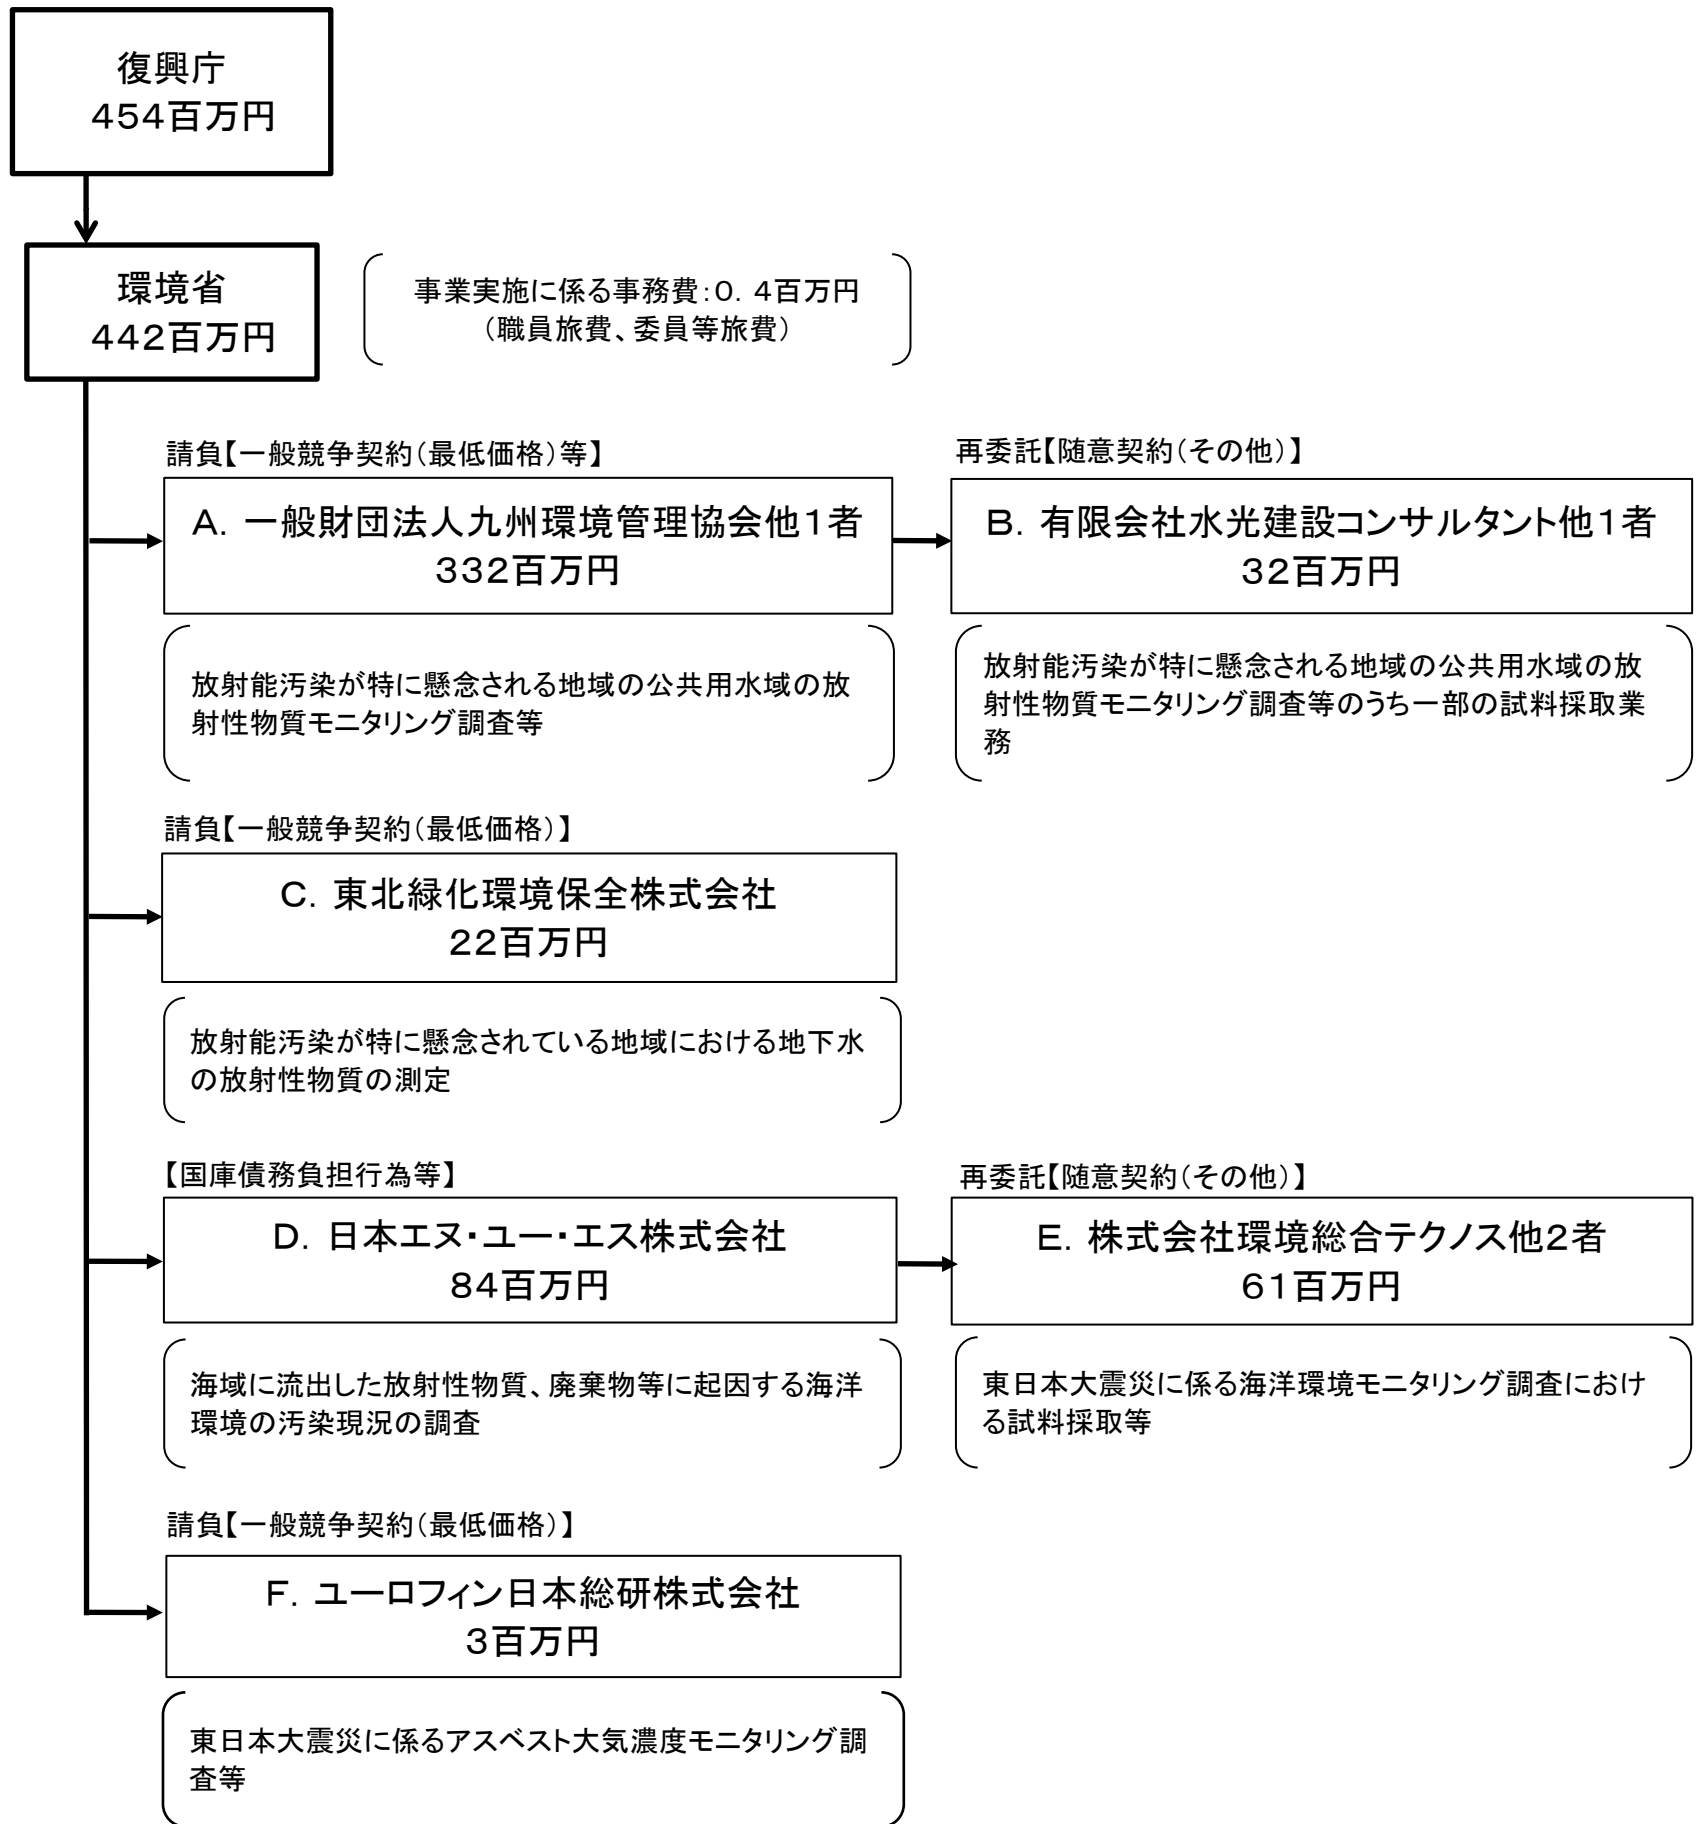 復興庁
454百万円
環境省
442百万円
事業実施に係る事務費：0．4百万円
（職員旅費、委員等旅費）
請負【一般競争契約（最低価格）等】
A．一般財団法人九州環境管理協会他1者
332百万円
放射能汚染が特に懸念される地域の公共用水域の放
射性物質モニタリング調査等
再委託【随意契約（その他）】
B．有限会社水光建設コンサルタント他1者
32百万円
放射能汚染が特に懸念される地域の公共用水域の放
射性物質モニタリング調査等のうち一部の試料採取業
務
請負【一般競争契約（最低価格）】
C．東北緑化環境保全株式会社
22百万円
放射能汚染が特に懸念されている地域における地下水
の放射性物質の測定
【国庫債務負担行為等】
D．日本エヌ・ユー・エス株式会社
84百万円
海域に流出した放射性物質、廃棄物等に起因する海洋
環境の汚染現況の調査
再委託【随意契約（その他）】
E．株式会社環境総合テクノス他2者
61百万円
東日本大震災に係る海洋環境モニタリング調査におけ
る試料採取等
請負【一般競争契約（最低価格）】
F．ユーロフィン日本総研株式会社
3百万円
東日本大震災に係るアスベスト大気濃度モニタリング調
査等